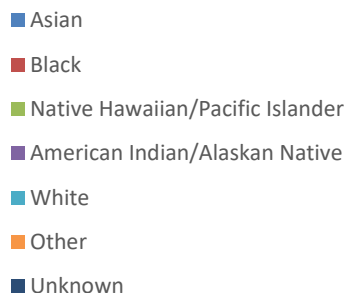 Asian
Black
Native Hawaiian/Pacific Islander
American Indian/Alaskan Native
White
Other
Unknown